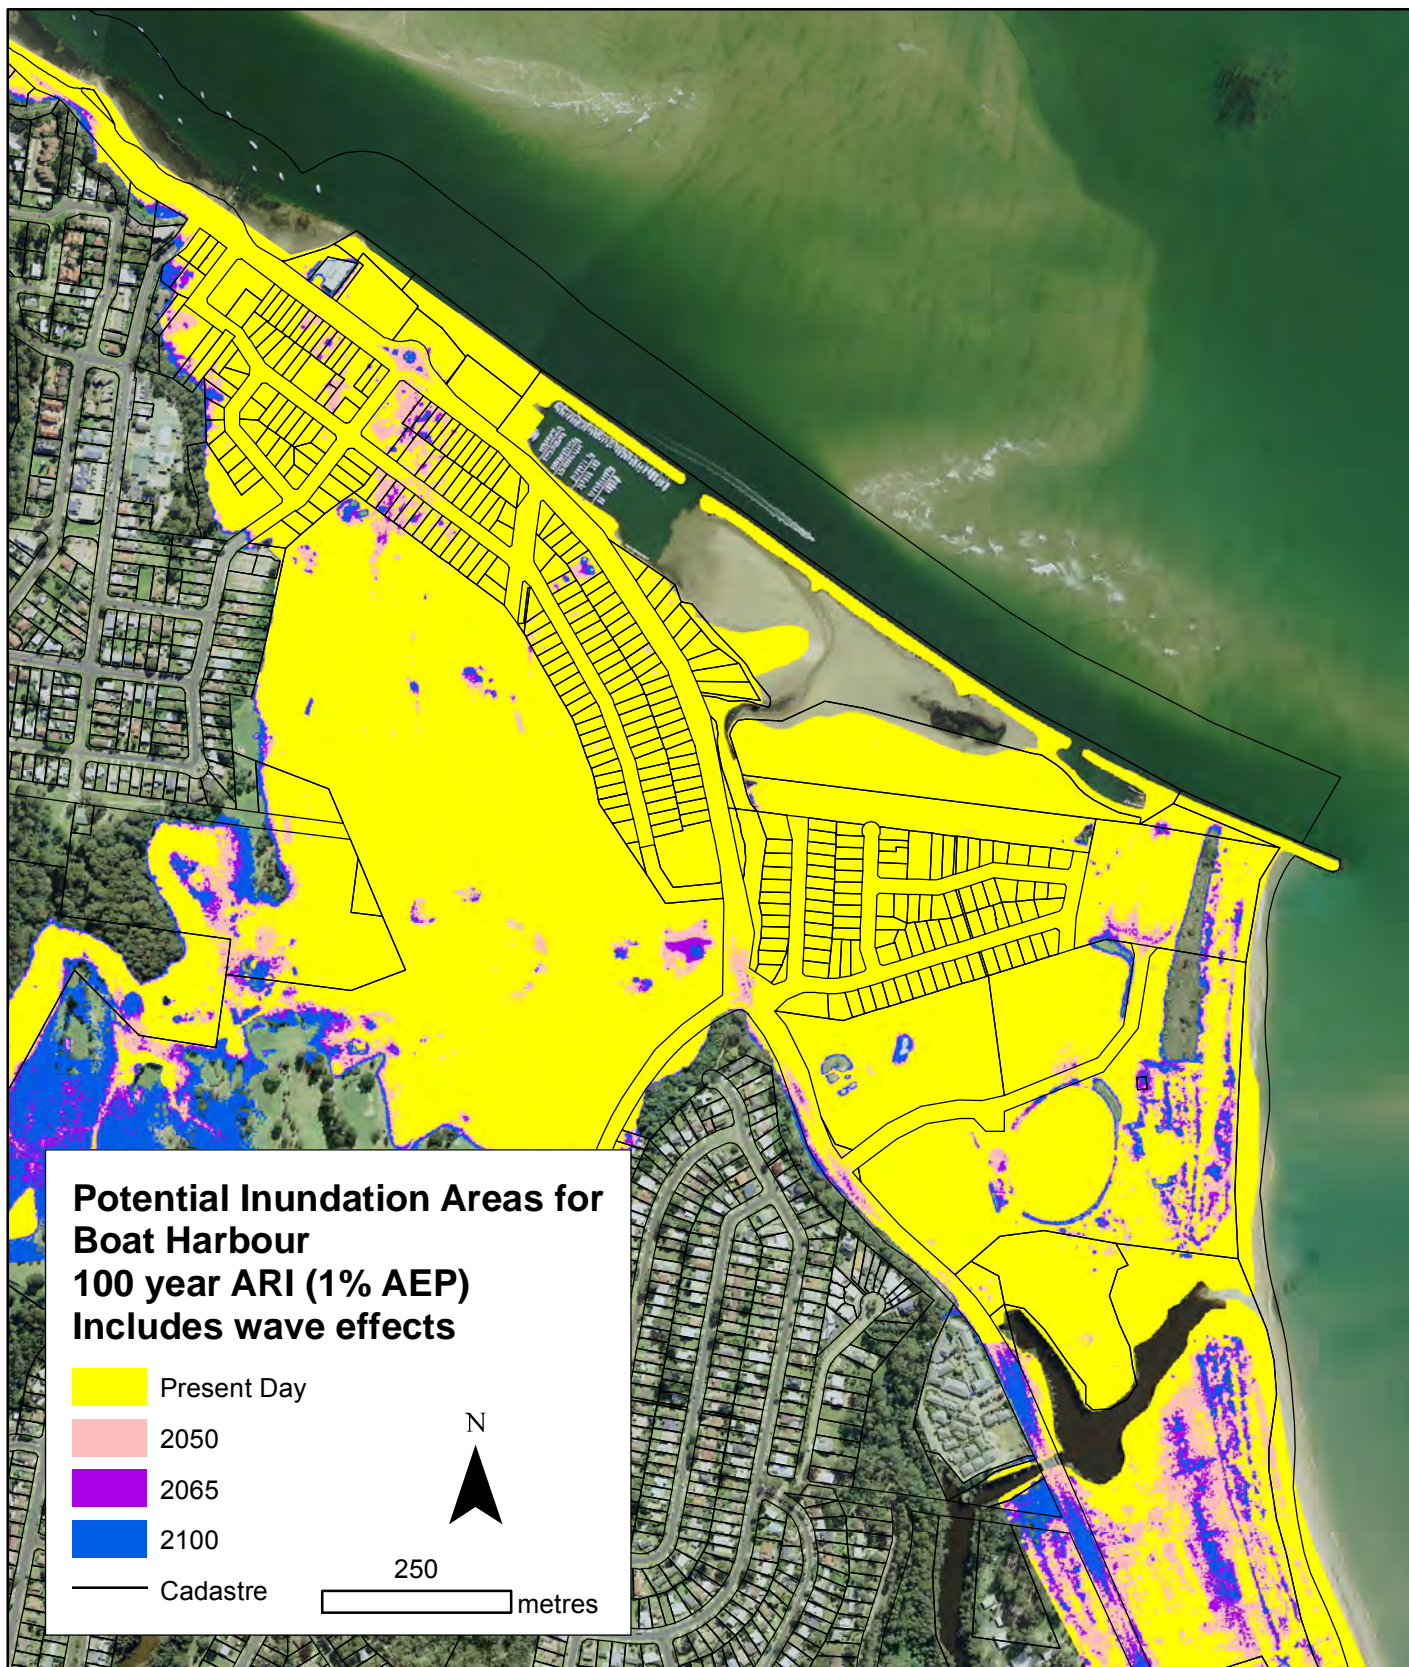 Potential Inundation Areas for
Boat Harbour
100 year ARI (1% AEP)
Includes wave effects
Present Day
2050
2065
2100
Cadastre
N
250
metres